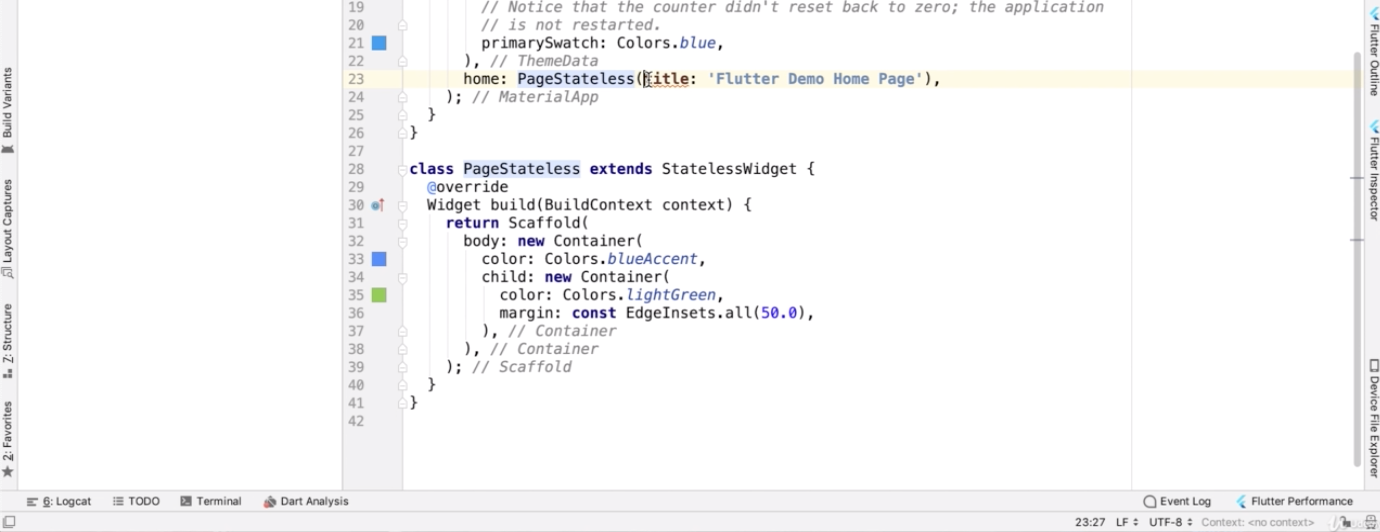 19 // Notice that the counter didn't reset back to zero; the application
20 // is not restarted.
21 primarySwatch: Colors.blue,
22 ), // ThemeData
23 home: PageStateless(title: 'Flutter Demo Home Page'),
24 ); // MaterialApp
25 }
26 }
27
28 class PageStateless extends StatelessWidget {
29 @override
30 Widget build(BuildContext context) {
31 return Scaffold(
32 body: new Container(
33 color: Colors.blueAccent,
34 child: new Container(
35 color: Colors.lightGreen,
36 margin: const EdgeInsets.all(50.0),
37 ), // Container
38 ), // Container
39 ); // Scaffold
40 }
41 }
42
Build Variants
Layout Captures
7: Structure
2: Favorites
Flutter Outline
Flutter Inspector
Device File Explorer
6: Logcat TODO Terminal Dart Analysis Event Log Flutter Performance
23:27 LF UTF-8 Context: <no context>